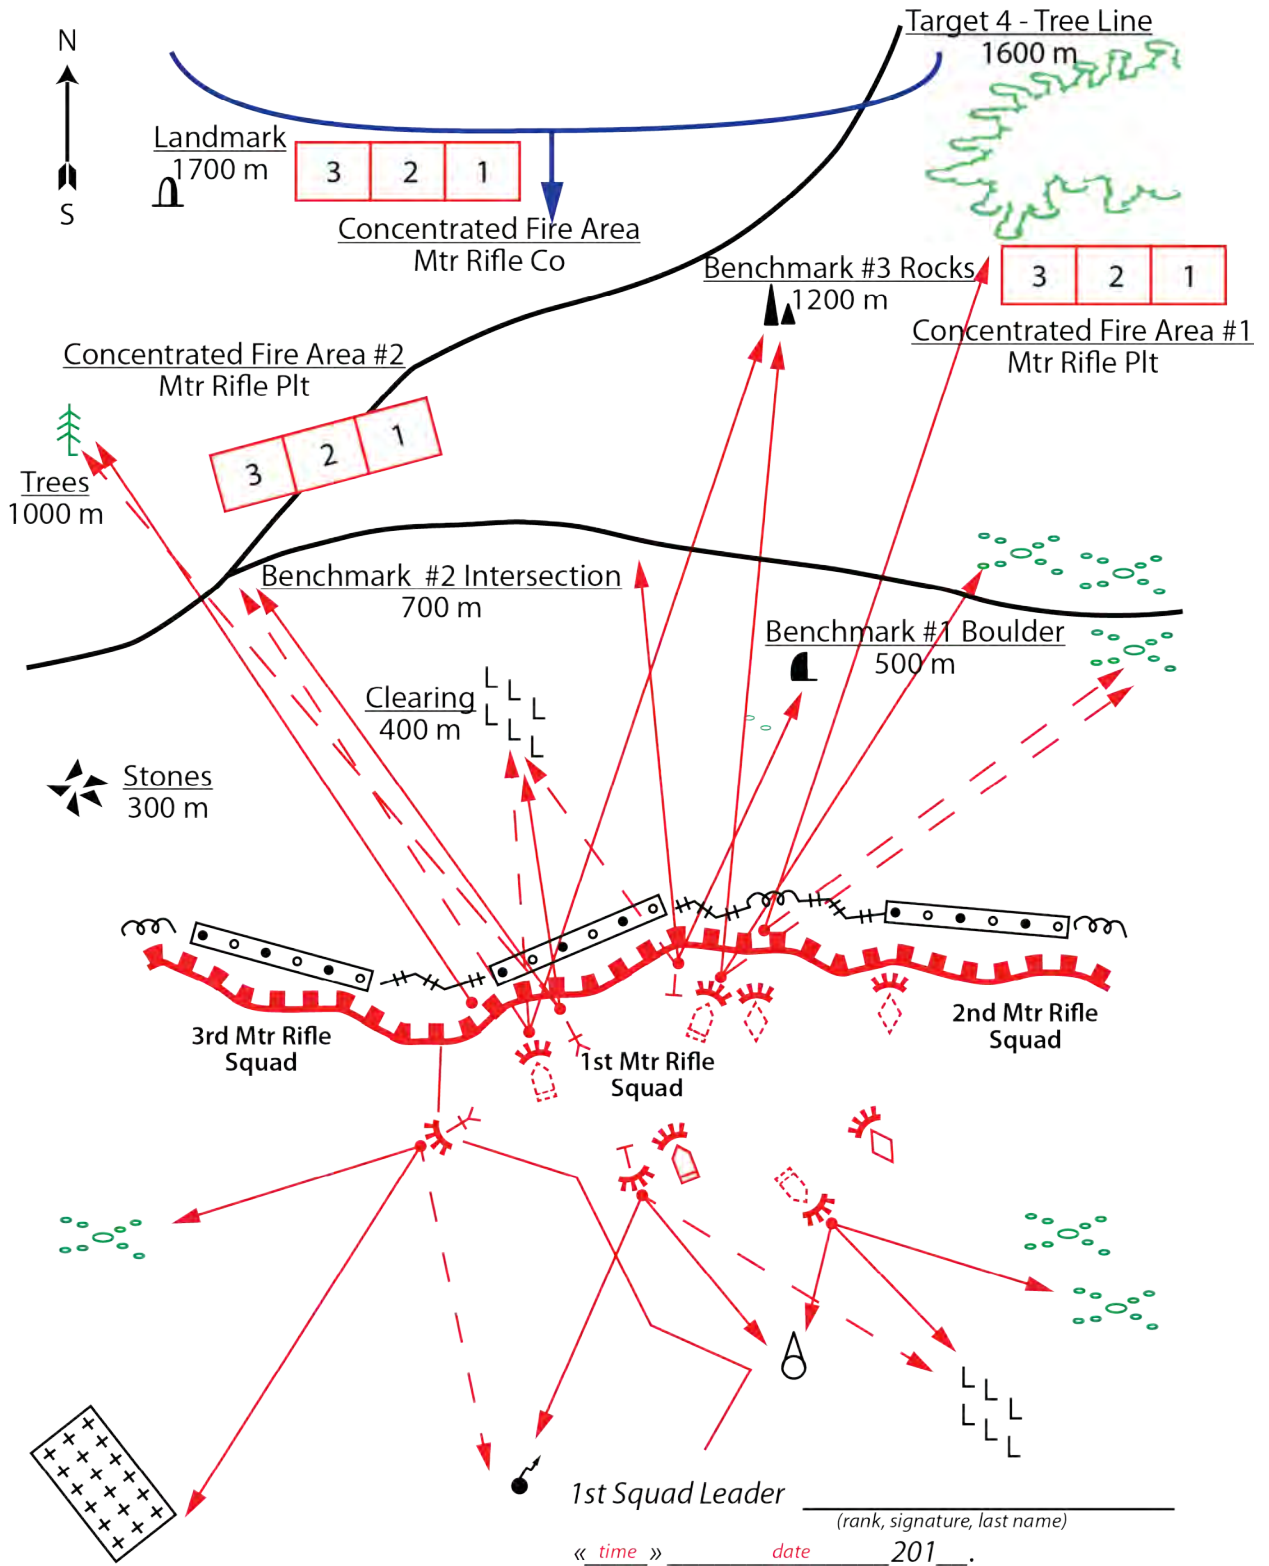 Target 4 - Tree Line
1600 m
N
S
Landmark
1700 m
3 2 1
Concentrated Fire Area
Mtr Rifle Co
Benchmark #3 Rocks
1200 m
3 2 1
Concentrated Fire Area #1
Mtr Rifle Plt
Concentrated Fire Area #2
Mtr Rifle Plt
3 2 1
Trees
1000 m
Benchmark #2 Intersection
700 m
Benchmark #1 Boulder
500 m
Clearing
400 m
Stones
300 m
3rd Mtr Rifle
Squad
1st Mtr Rifle
Squad
2nd Mtr Rifle
Squad
1st Squad Leader
(rank, signature, last name)
« time » date 201__.